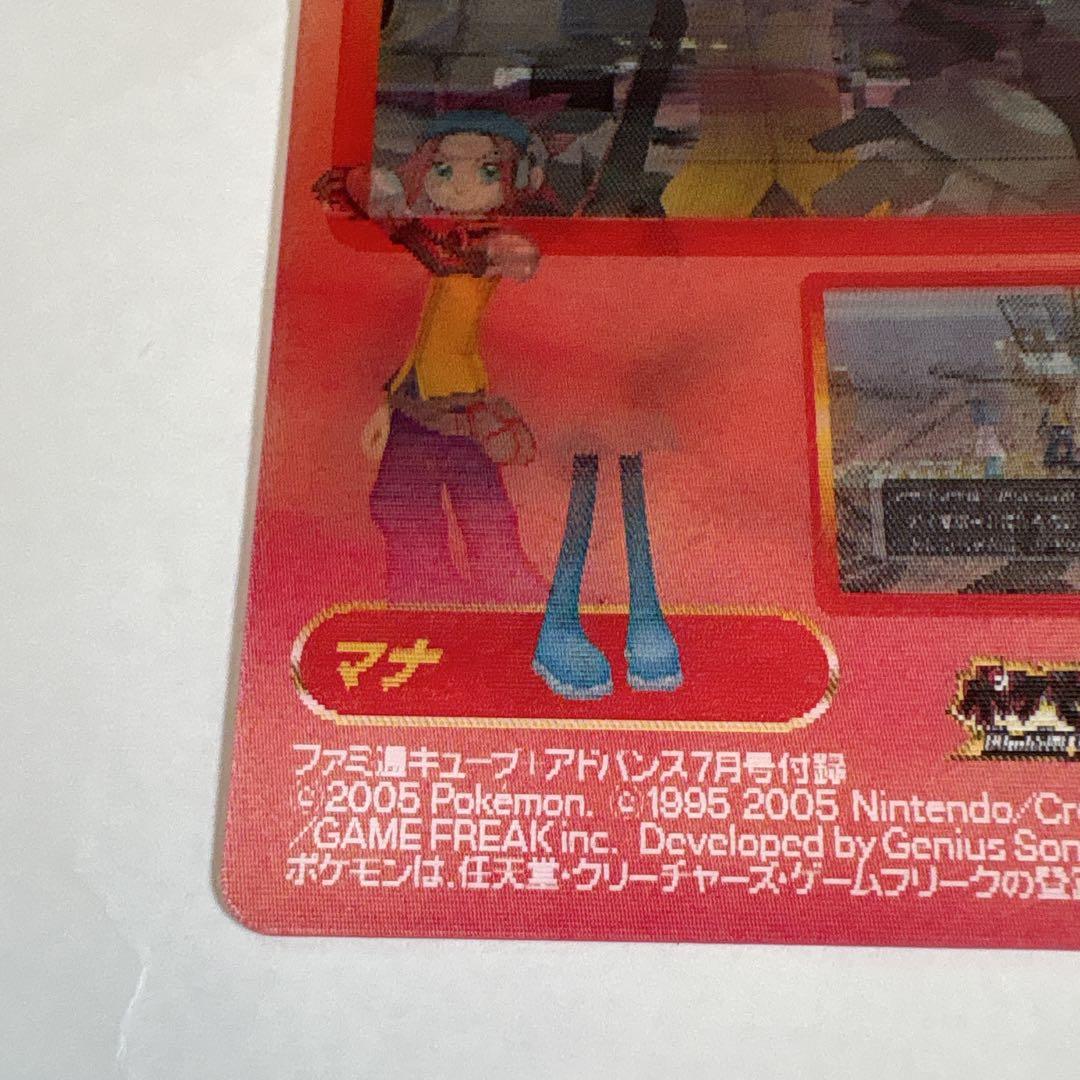 マナ
ファミ通キューブ+アドバンス7月号付録
©2005 Pokémon. ©1995 2005 Nintendo/Cr
/GAME FREAK inc. Developed by Genius Son
ポケモンは、任天堂・クリーチャーズ・ゲームフリークの登